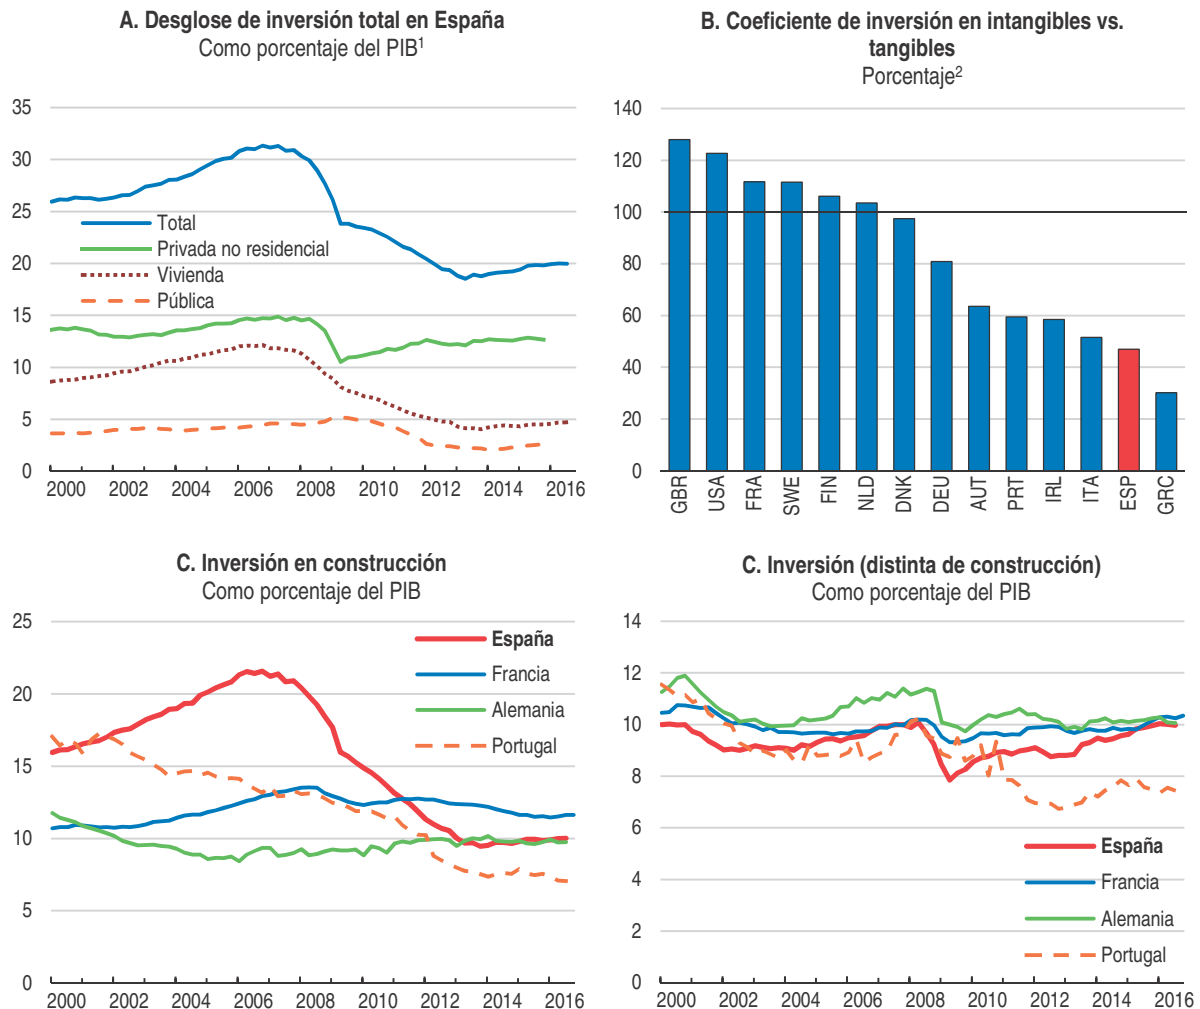 A. Desglose de inversión total en España
Como porcentaje del PIB¹
35
30
25
20
15
10
5
0
Total
Privada no residencial
Vivienda
Pública
2000 2002 2004 2006 2008 2010 2012 2014 2016
B. Coeficiente de inversión en intangibles vs.
tangibles
Porcentaje²
140
120
100
80
60
40
20
0
GBR USA FRA SWE FIN NLD DNK DEU AUT PRT IRL ITA ESP GRC
C. Inversión en construcción
Como porcentaje del PIB
25
20
15
10
5
0
España
Francia
Alemania
Portugal
2000 2002 2004 2006 2008 2010 2012 2014 2016
C. Inversión (distinta de construcción)
Como porcentaje del PIB
14
12
10
8
6
4
2
0
España
Francia
Alemania
Portugal
2000 2002 2004 2006 2008 2010 2012 2014 2016